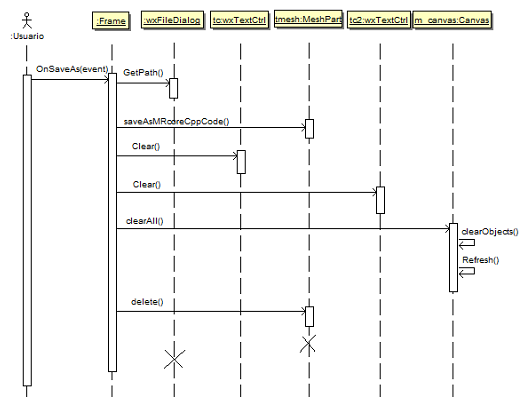 :Usuario
:Frame
:wxFileDialog
tc:wxTextCtrl
tmesh:MeshPart
tc2:wxTextCtrl
m_canvas:Canvas
OnSaveAs(event)
GetPath()
saveAsMRcoreCppCode()
Clear()
Clear()
clearAll()
clearObjects()
Refresh()
delete()